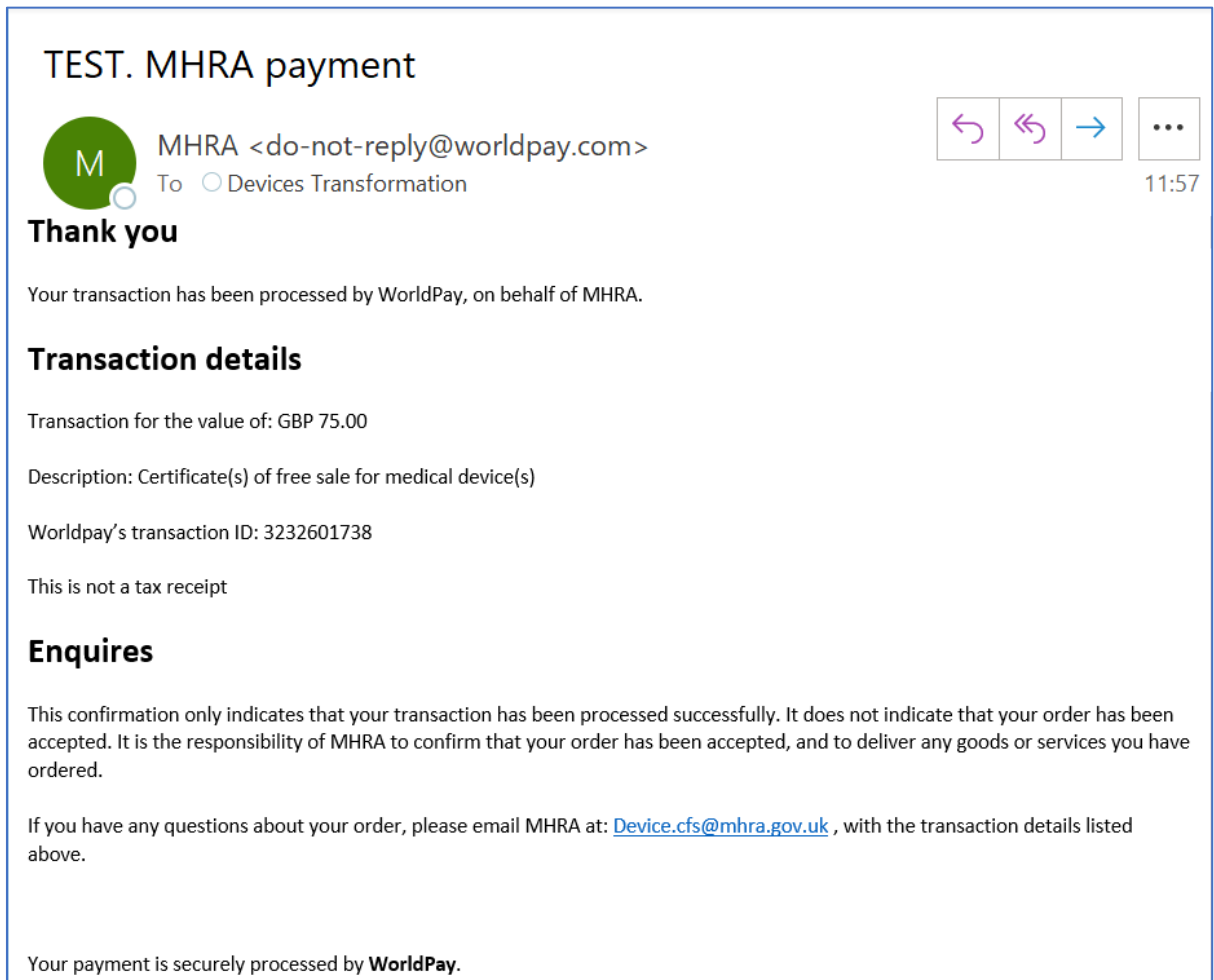 TEST. MHRA payment
M
MHRA <do-not-reply@worldpay.com>
To Devices Transformation
11:57
Thank you
Your transaction has been processed by WorldPay, on behalf of MHRA.
Transaction details
Transaction for the value of: GBP 75.00
Description: Certificate(s) of free sale for medical device(s)
Worldpay’s transaction ID: 3232601738
This is not a tax receipt
Enquires
This confirmation only indicates that your transaction has been processed successfully. It does not indicate that your order has been
accepted. It is the responsibility of MHRA to confirm that your order has been accepted, and to deliver any goods or services you have
ordered.
If you have any questions about your order, please email MHRA at: Device.cfs@mhra.gov.uk , with the transaction details listed
above.
Your payment is securely processed by WorldPay.